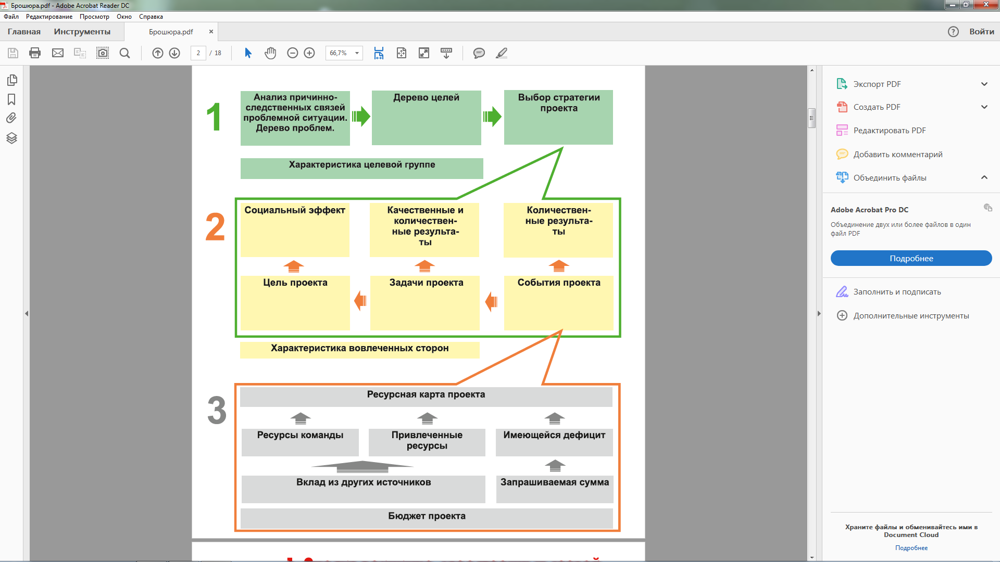 Брошюра.pdf - Adobe Acrobat Reader DC
Файл Редактирование Просмотр Окно Справка
Главная Инструменты Брошюра.pdf × ? Войти
2 / 18 66,7%
1
Анализ причинно-
следственных связей
проблемной ситуации.
Дерево проблем.
Дерево целей
Выбор стратегии
проекта
Характеристика целевой группе
2
Социальный эффект
Качественные и
количествен-
ные результа-
ты
Количествен-
ные результа-
ты
Цель проекта
Задачи проекта
События проекта
Характеристика вовлеченных сторон
3
Ресурсная карта проекта
Ресурсы команды
Привлеченные
ресурсы
Имеющейся дефицит
Вклад из других источников
Запрашиваемая сумма
Бюджет проекта
Экспорт PDF
Создать PDF
Редактировать PDF
Добавить комментарий
Объединить файлы
Adobe Acrobat Pro DC
Объединение двух или более файлов в один
файл PDF
Подробнее
Заполнить и подписать
Дополнительные инструменты
Храните файлы и обменивайтесь ими в
Document Cloud
Подробнее